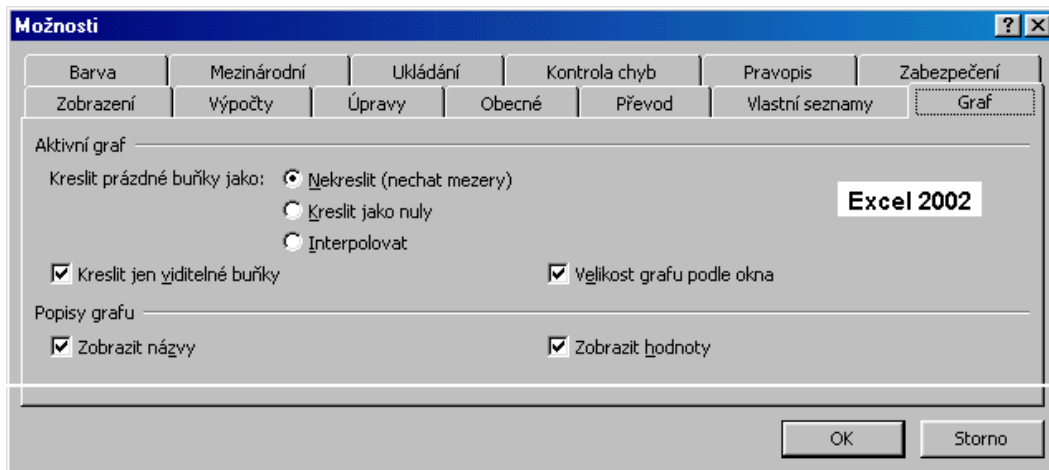 Možnosti
Barva Mezinárodní Ukládání Kontrola chyb Pravopis Zabezpečení
Zobrazení Výpočty Úpravy Obecné Převod Vlastní seznamy Graf
Aktivní graf
Kreslit prázdné buňky jako: Nekreslit (nechat mezery)
Excel 2002
Kreslit jako nuly
Interpolovat
Kreslit jen viditelné buňky Velikost grafu podle okna
Popisy grafu
Zobrazit názvy Zobrazit hodnoty
OK Storno